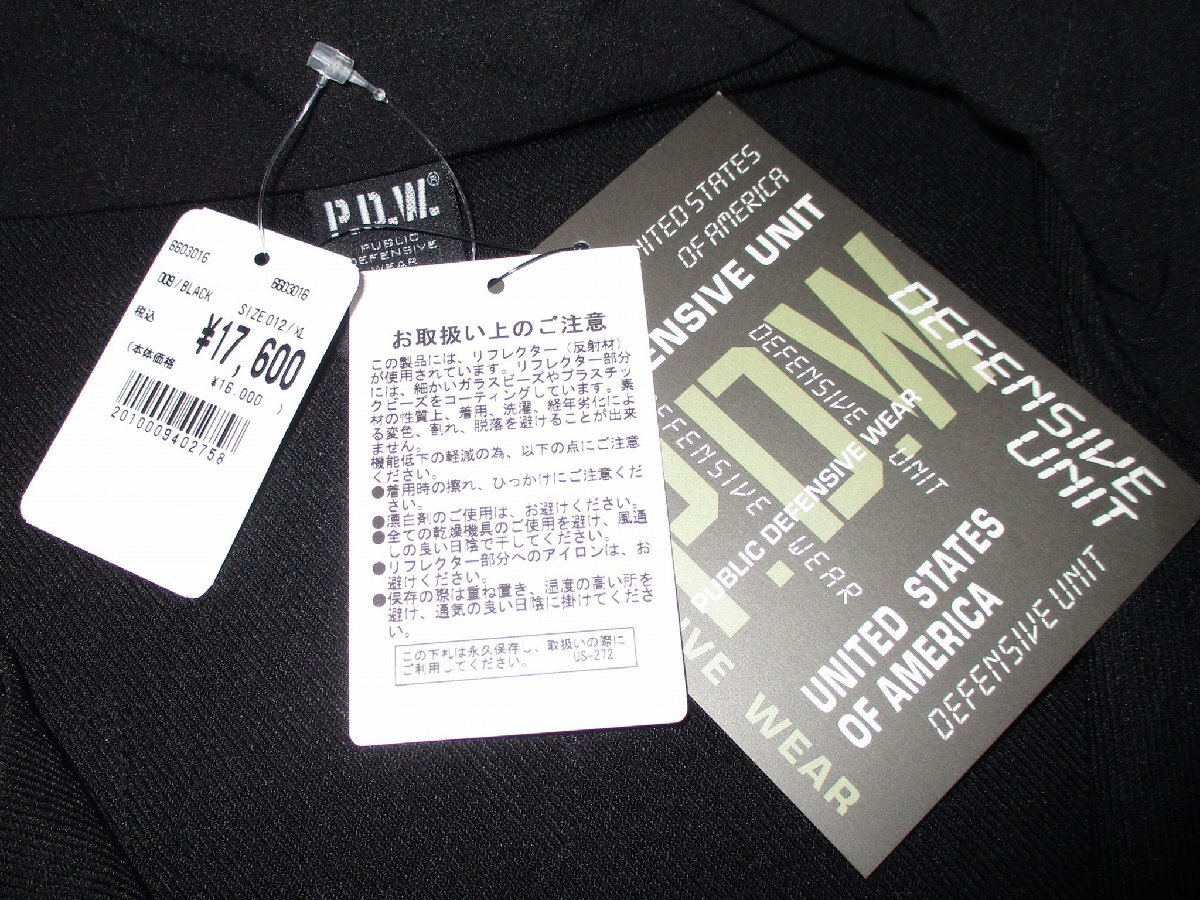 6603016
6603016
009/BLACK SIZE.012/XL
税込 ¥17,600
(本体価格 ¥16,000 )
2010009402758
P.D.W.®
PUBLIC
DEFENSIVE
WEAR
お取扱い上のご注意
この製品には、リフレクター（反射材）
が使用されています。リフレクター部分
には、細かいガラスビーズやプラスチッ
クビーズをコーティングしています。素
材の性質上、着用、洗濯、経年劣化によ
る変色、割れ、脱落を避けることが出来
ません。
機能低下の軽減の為、以下の点にご注意
ください。
●着用時の擦れ、ひっかけにご注意くだ
さい。
●漂白剤のご使用は、お避けください。
●全ての乾燥機具のご使用を避け、風通
しの良い日陰で干してください。
●リフレクター部分へのアイロンは、お
避けください。
●保存の際は重ね置き、湿度の高い所を
避け、通気の良い日陰に掛けてくださ
い。
この下札は永久保存し、取扱いの際に
ご利用してください。 US-272
UNITED STATES
OF AMERICA
ENSIVE UNIT
P.D.W
DEFENSIVE
UNIT
DEFENSIVE UNIT
PUBLIC DEFENSIVE WEAR
EFENSIVE WEAR
UNITED STATES
OF AMERICA
DEFENSIVE UNIT
IVE WEAR